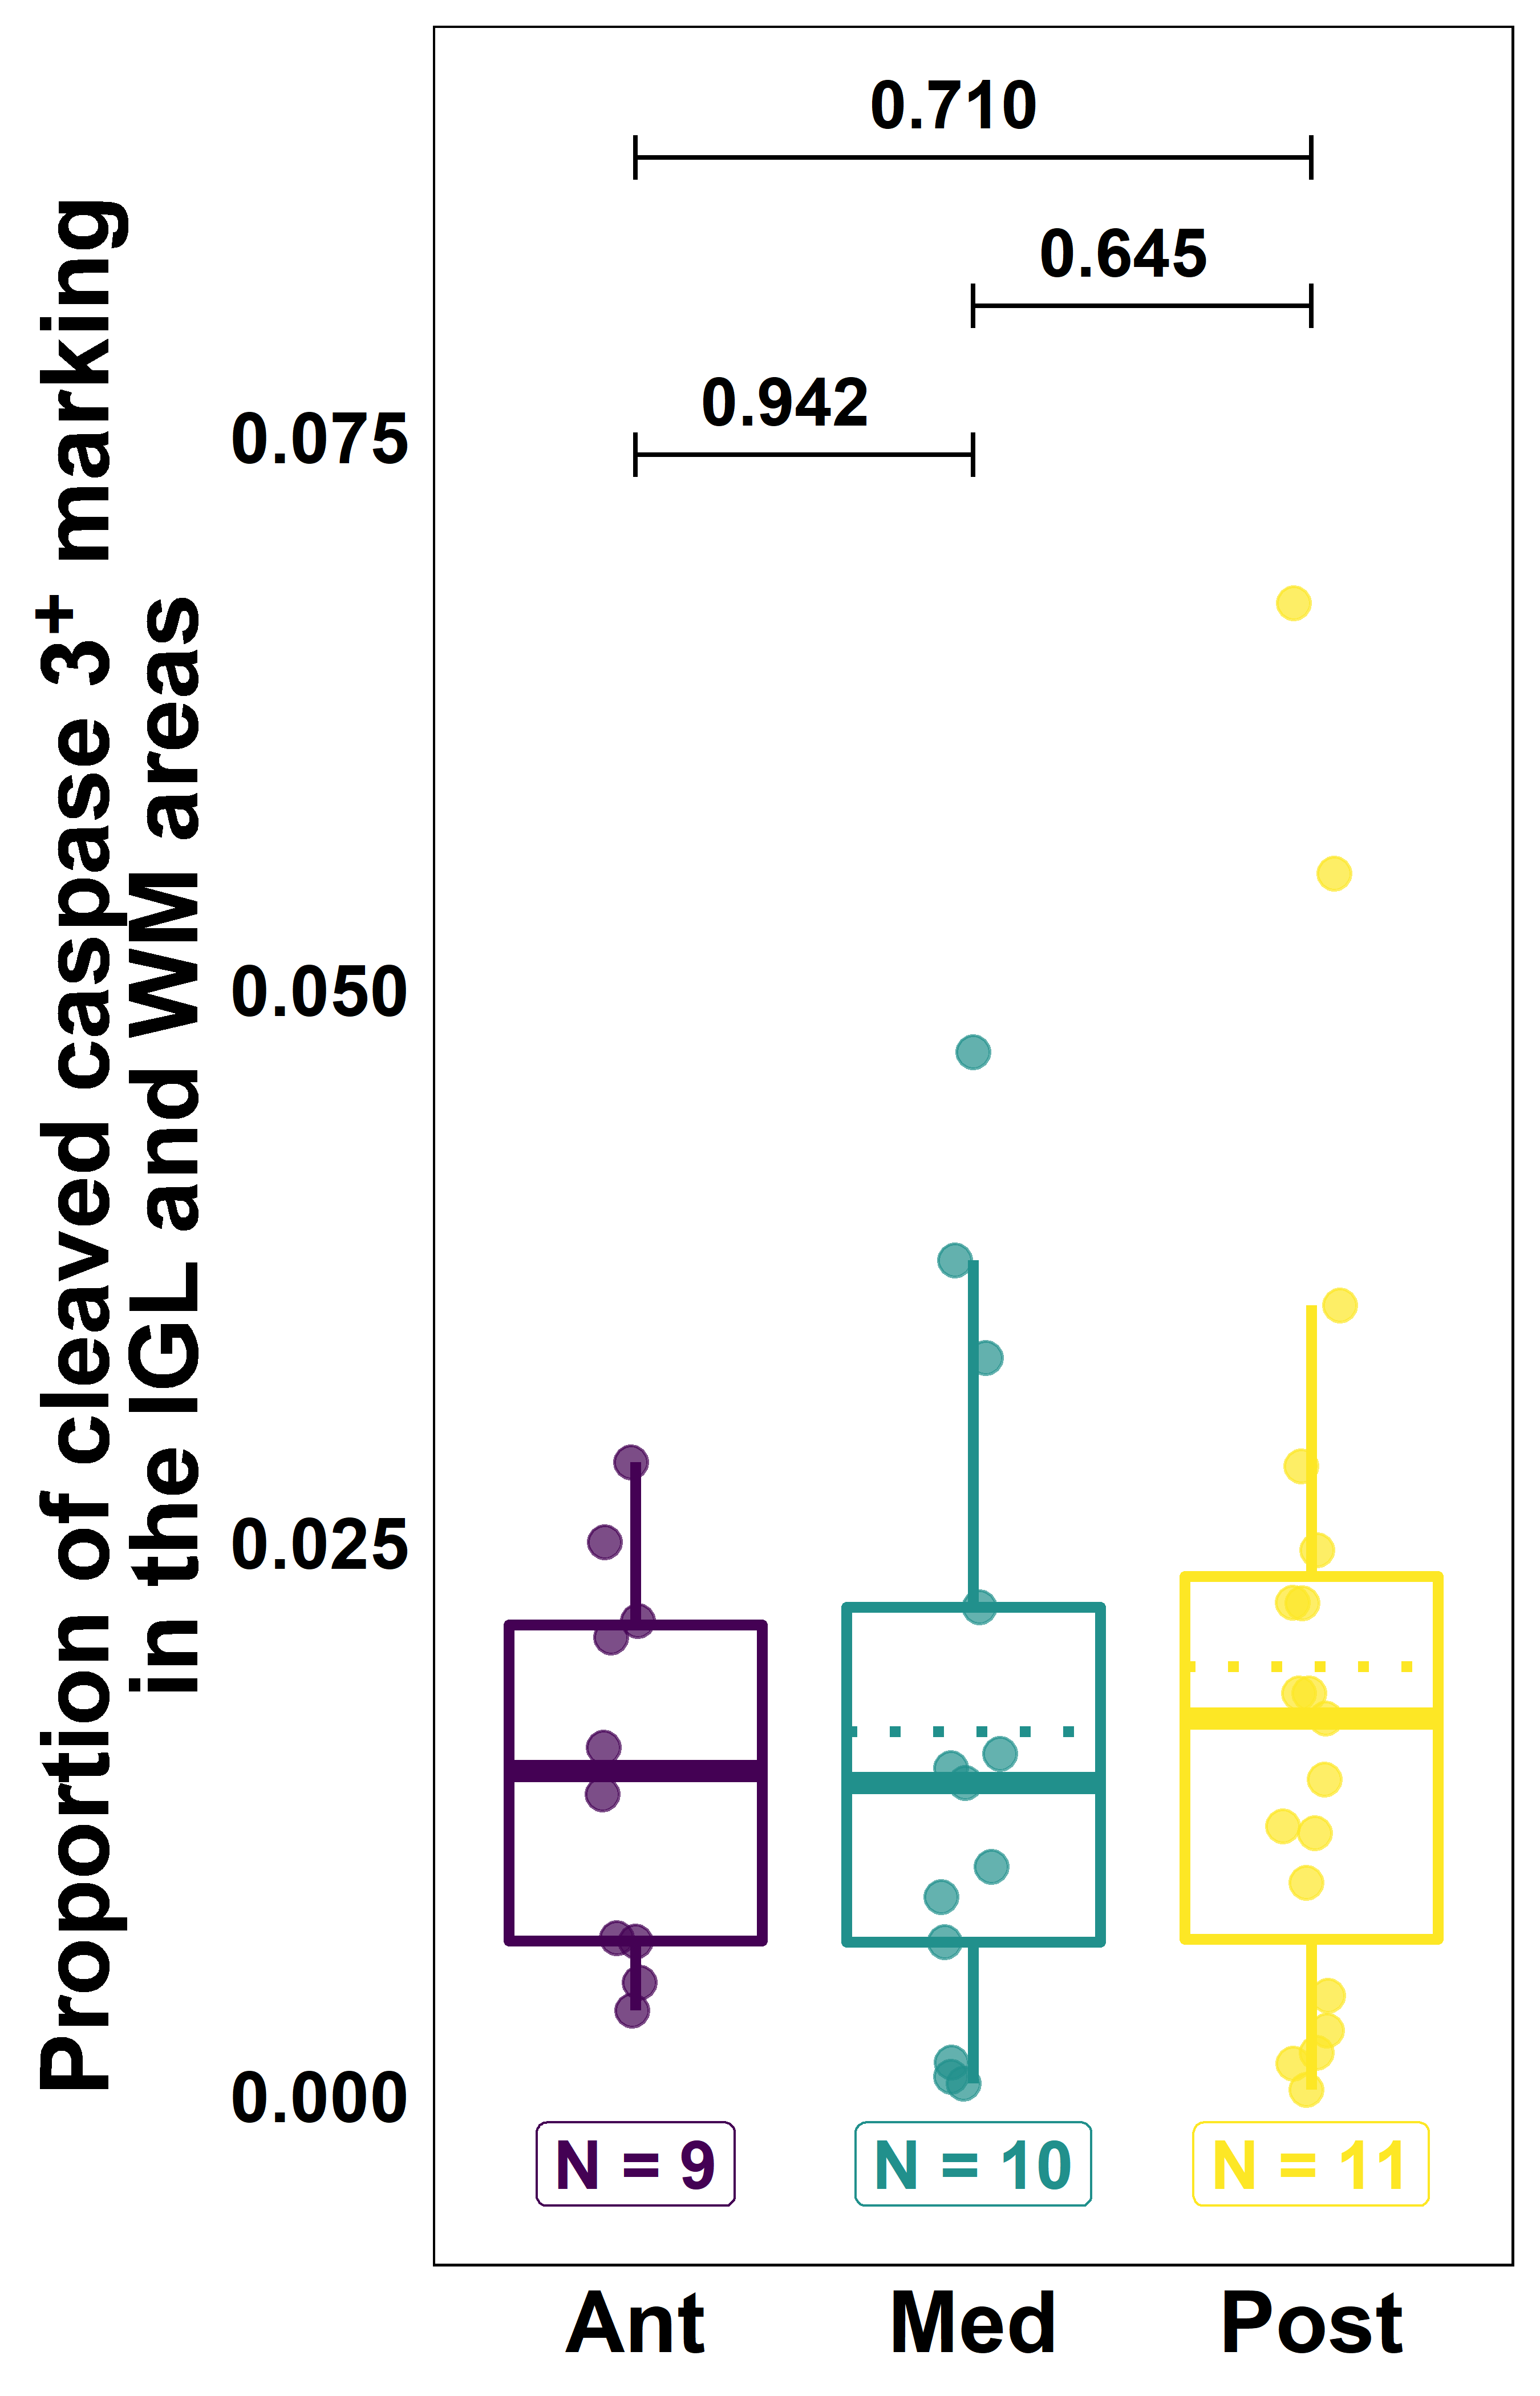 Proportion of cleaved caspase 3⁺ marking
in the IGL and WM areas
0.710
0.645
0.942
0.075
0.050
0.025
0.000
N = 9
N = 10
N = 11
Ant
Med
Post